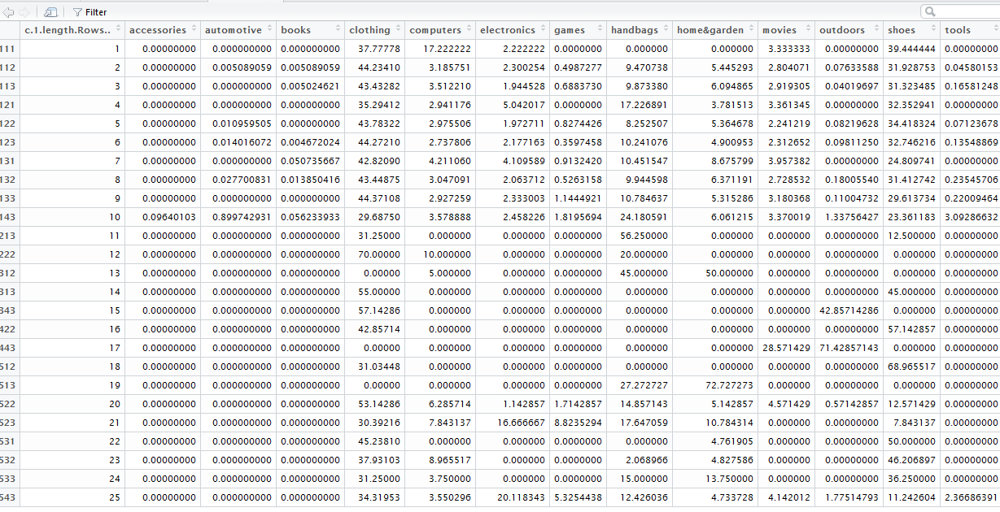 Filter
c.1.length.Rows.. accessories automotive books clothing computers electronics games handbags home&garden movies outdoors shoes tools
111 1 0.00000000 0.000000000 0.000000000 37.77778 17.222222 2.222222 0.0000000 0.000000 0.000000 3.333333 0.00000000 39.444444 0.00000000
112 2 0.00000000 0.005089059 0.005089059 44.23410 3.185751 2.300254 0.4987277 9.470738 5.445293 2.804071 0.07633588 31.928753 0.04580153
113 3 0.00000000 0.000000000 0.005024621 43.43282 3.512210 1.944528 0.6883730 9.873380 6.094865 2.919305 0.04019697 31.323485 0.16581248
121 4 0.00000000 0.000000000 0.000000000 35.29412 2.941176 5.042017 0.0000000 17.226891 3.781513 3.361345 0.00000000 32.352941 0.00000000
122 5 0.00000000 0.010959505 0.000000000 43.78322 2.975506 1.972711 0.8274426 8.252507 5.364678 2.241219 0.08219628 34.418324 0.07123678
123 6 0.00000000 0.014016072 0.004672024 44.27210 2.737806 2.177163 0.3597458 10.241076 4.900953 2.312652 0.09811250 32.746216 0.13548869
131 7 0.00000000 0.000000000 0.050735667 42.82090 4.211060 4.109589 0.9132420 10.451547 8.675799 3.957382 0.00000000 24.809741 0.00000000
132 8 0.00000000 0.027700831 0.013850416 43.44875 3.047091 2.063712 0.5263158 9.944598 6.371191 2.728532 0.18005540 31.412742 0.23545706
133 9 0.00000000 0.000000000 0.000000000 44.37108 2.927259 2.333003 1.1444921 10.784637 5.315286 3.180368 0.11004732 29.613734 0.22009464
143 10 0.09640103 0.899742931 0.056233933 29.68750 3.578888 2.458226 1.8195694 24.180591 6.061215 3.370019 1.33756427 23.361183 3.09286632
213 11 0.00000000 0.000000000 0.000000000 31.25000 0.000000 0.000000 0.0000000 56.250000 0.000000 0.000000 0.00000000 12.500000 0.00000000
222 12 0.00000000 0.000000000 0.000000000 70.00000 10.000000 0.000000 0.0000000 20.000000 0.000000 0.000000 0.00000000 0.000000 0.00000000
312 13 0.00000000 0.000000000 0.000000000 0.00000 5.000000 0.000000 0.0000000 45.000000 50.000000 0.000000 0.00000000 0.000000 0.00000000
313 14 0.00000000 0.000000000 0.000000000 55.00000 0.000000 0.000000 0.0000000 0.000000 0.000000 0.000000 0.00000000 45.000000 0.00000000
343 15 0.00000000 0.000000000 0.000000000 57.14286 0.000000 0.000000 0.0000000 0.000000 0.000000 0.000000 42.85714286 0.000000 0.00000000
422 16 0.00000000 0.000000000 0.000000000 42.85714 0.000000 0.000000 0.0000000 0.000000 0.000000 0.000000 0.00000000 57.142857 0.00000000
443 17 0.00000000 0.000000000 0.000000000 0.00000 0.000000 0.000000 0.0000000 0.000000 0.000000 28.571429 71.42857143 0.000000 0.00000000
512 18 0.00000000 0.000000000 0.000000000 31.03448 0.000000 0.000000 0.0000000 0.000000 0.000000 0.000000 0.00000000 68.965517 0.00000000
513 19 0.00000000 0.000000000 0.000000000 0.00000 0.000000 0.000000 0.0000000 27.272727 72.727273 0.000000 0.00000000 0.000000 0.00000000
522 20 0.00000000 0.000000000 0.000000000 53.14286 6.285714 1.142857 1.7142857 14.857143 5.142857 4.571429 0.57142857 12.571429 0.00000000
523 21 0.00000000 0.000000000 0.000000000 30.39216 7.843137 16.666667 8.8235294 17.647059 10.784314 0.000000 0.00000000 7.843137 0.00000000
531 22 0.00000000 0.000000000 0.000000000 45.23810 0.000000 0.000000 0.0000000 0.000000 4.761905 0.000000 0.00000000 50.000000 0.00000000
532 23 0.00000000 0.000000000 0.000000000 37.93103 8.965517 0.000000 0.0000000 2.068966 4.827586 0.000000 0.00000000 46.206897 0.00000000
533 24 0.00000000 0.000000000 0.000000000 31.25000 3.750000 0.000000 0.0000000 15.000000 13.750000 0.000000 0.00000000 36.250000 0.00000000
543 25 0.00000000 0.000000000 0.000000000 34.31953 3.550296 20.118343 5.3254438 12.426036 4.733728 4.142012 1.77514793 11.242604 2.36686391